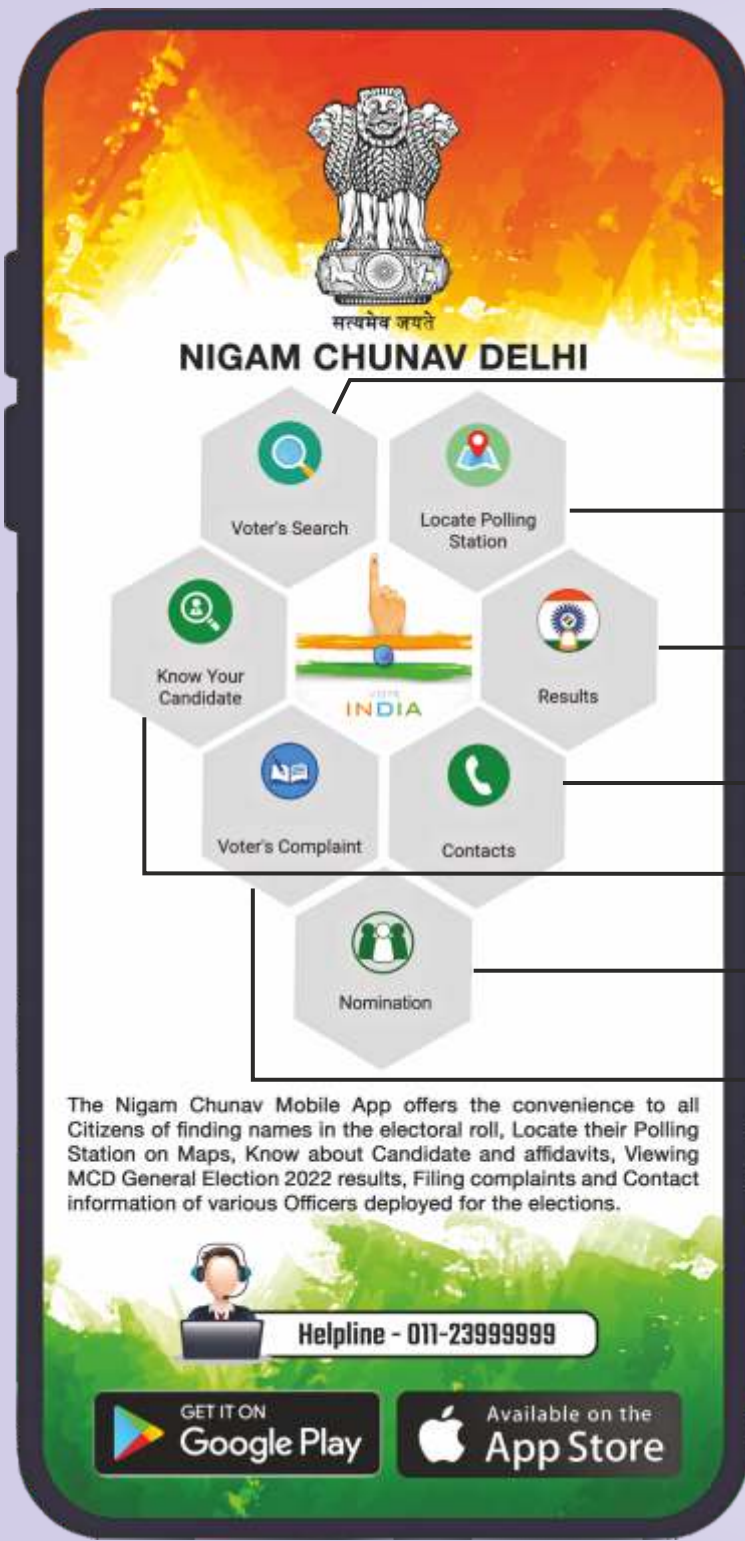 सत्यमेव जयते
NIGAM CHUNAV DELHI
Voter's Search
Locate Polling
Station
Know Your
Candidate
INDIA
Results
Voter's Complaint
Contacts
Nomination
The Nigam Chunav Mobile App offers the convenience to all
Citizens of finding names in the electoral roll, Locate their Polling
Station on Maps, Know about Candidate and affidavits, Viewing
MCD General Election 2022 results, Filing complaints and Contact
information of various Officers deployed for the elections.
Helpline - 011-23999999
GET IT ON
Google Play
Available on the
App Store